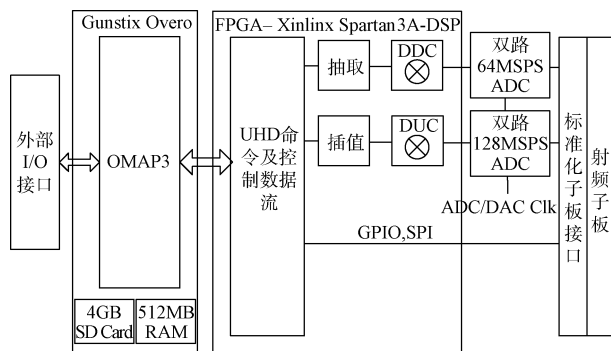 Gunstix Overo
FPGA– Xinlinx Spartan3A-DSP
外部
I/O
接口
OMAP3
4GB
SD Card
512MB
RAM
UHD命
令及控
制数据
流
抽取
DDC
双路
64MSPS
ADC
插值
DUC
双路
128MSPS
ADC
ADC/DAC Clk
GPIO,SPI
标准化子板接口
射频子板